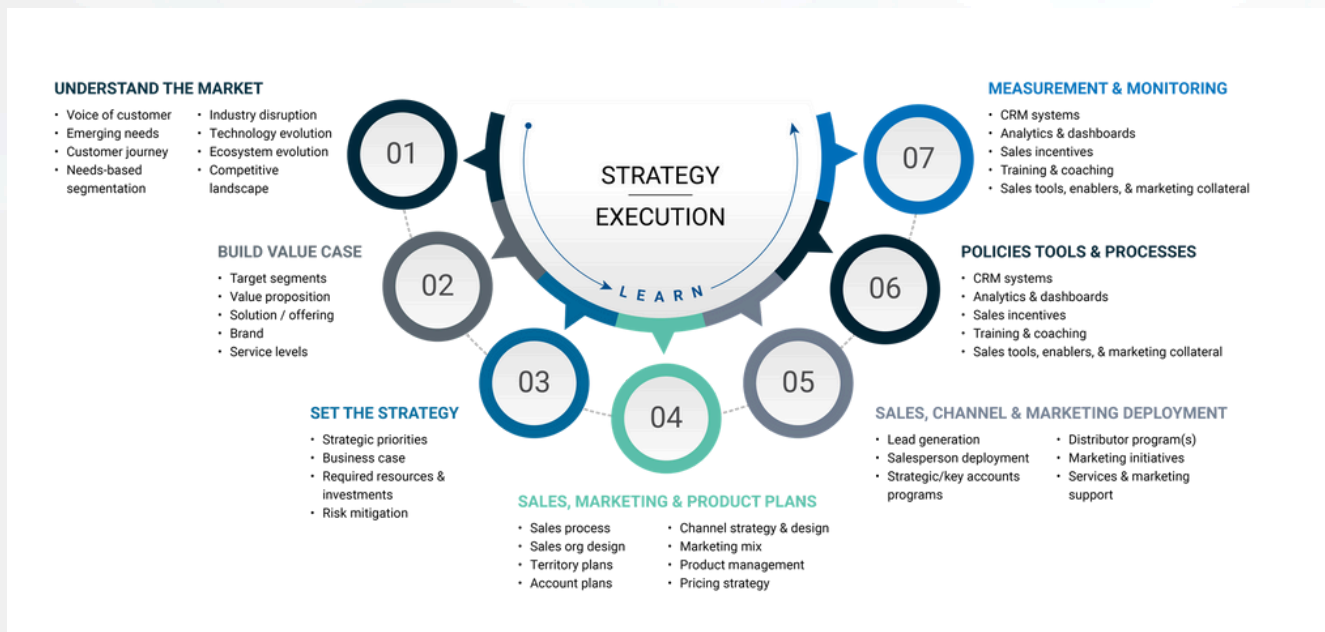 UNDERSTAND THE MARKET
• Voice of customer
• Emerging needs
• Customer journey
• Needs-based
segmentation
• Industry disruption
• Technology evolution
• Ecosystem evolution
• Competitive
landscape
01
BUILD VALUE CASE
• Target segments
• Value proposition
• Solution / offering
• Brand
• Service levels
02
SET THE STRATEGY
• Strategic priorities
• Business case
• Required resources &
investments
• Risk mitigation
03
STRATEGY
EXECUTION
LEARN
04
SALES, MARKETING & PRODUCT PLANS
• Sales process
• Sales org design
• Territory plans
• Account plans
• Channel strategy & design
• Marketing mix
• Product management
• Pricing strategy
05
SALES, CHANNEL & MARKETING DEPLOYMENT
• Lead generation
• Salesperson deployment
• Strategic/key accounts
programs
• Distributor program(s)
• Marketing initiatives
• Services & marketing
support
06
POLICIES TOOLS & PROCESSES
• CRM systems
• Analytics & dashboards
• Sales incentives
• Training & coaching
• Sales tools, enablers, & marketing collateral
07
MEASUREMENT & MONITORING
• CRM systems
• Analytics & dashboards
• Sales incentives
• Training & coaching
• Sales tools, enablers, & marketing collateral